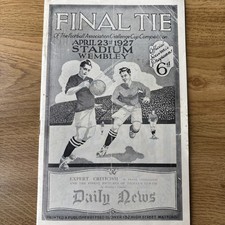 FINAL TIE
Of The Football Association Challenge Cup Competition
APRIL 23rd 1927
STADIUM
WEMBLEY
Official
Souvenir
Programme
6d
EXPERT CRITICISM
Daily News